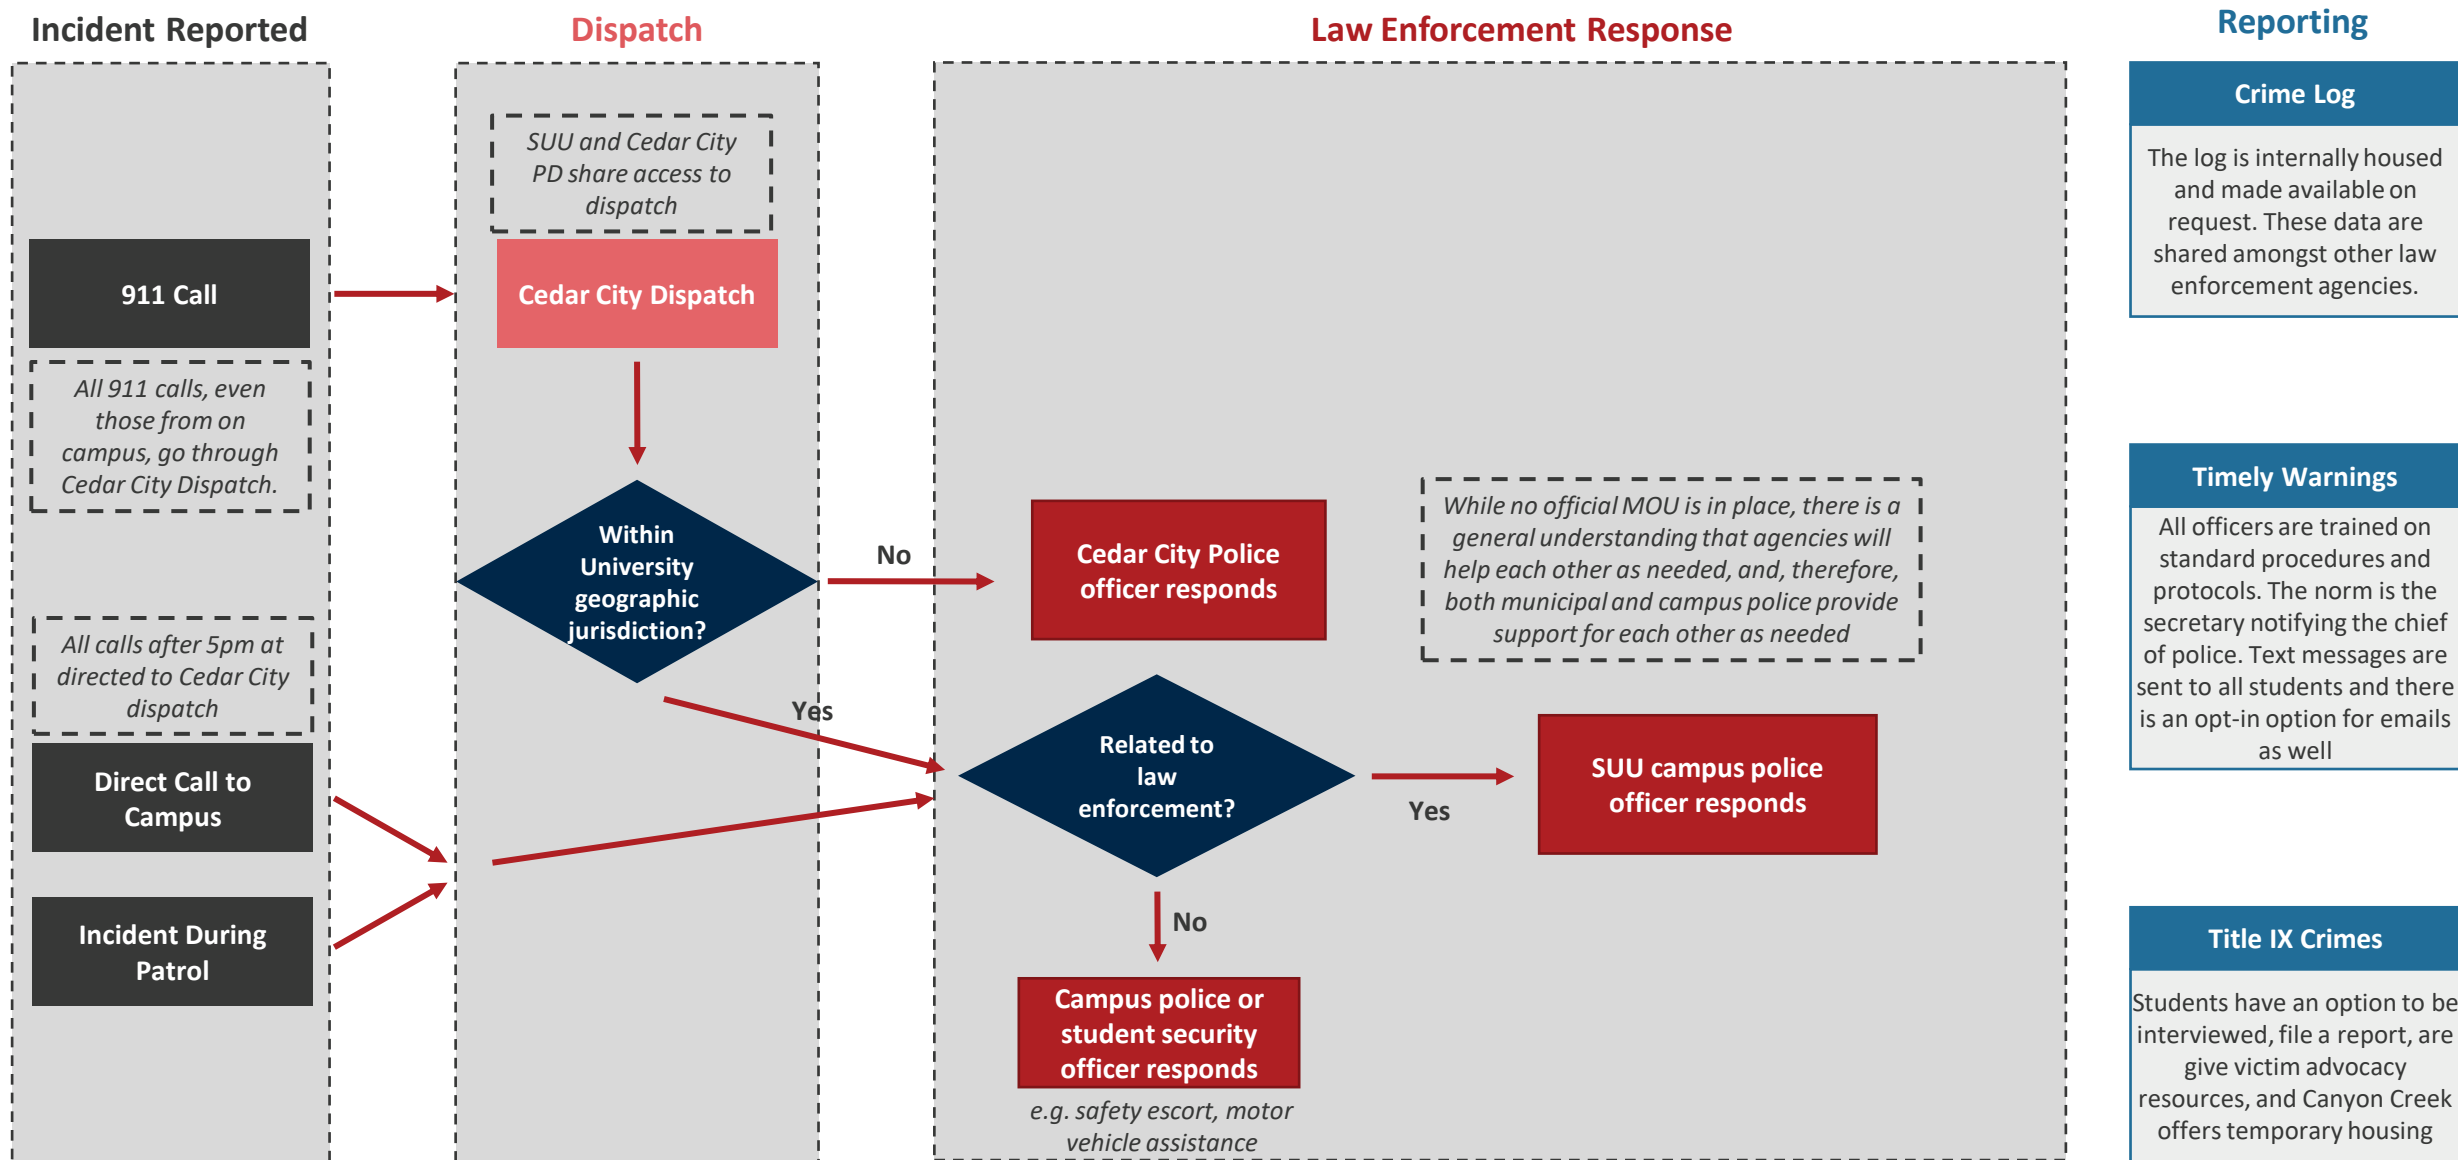 Incident Reported
911 Call
All 911 calls, even
those from on
campus, go through
Cedar City Dispatch.
All calls after 5pm at
directed to Cedar City
dispatch
Direct Call to
Campus
Incident During
Patrol
Dispatch
SUU and Cedar City
PD share access to
dispatch
Cedar City Dispatch
Within
University
geographic
jurisdiction?
No
Yes
Law Enforcement Response
Cedar City Police
officer responds
While no official MOU is in place, there is a
general understanding that agencies will
help each other as needed, and, therefore,
both municipal and campus police provide
support for each other as needed
Related to
law
enforcement?
Yes
SUU campus police
officer responds
No
Campus police or
student security
officer responds
e.g. safety escort, motor
vehicle assistance
Reporting
Crime Log
The log is internally housed
and made available on
request. These data are
shared amongst other law
enforcement agencies.
Timely Warnings
All officers are trained on
standard procedures and
protocols. The norm is the
secretary notifying the chief
of police. Text messages are
sent to all students and there
is an opt-in option for emails
as well
Title IX Crimes
Students have an option to be
interviewed, file a report, are
give victim advocacy
resources, and Canyon Creek
offers temporary housing